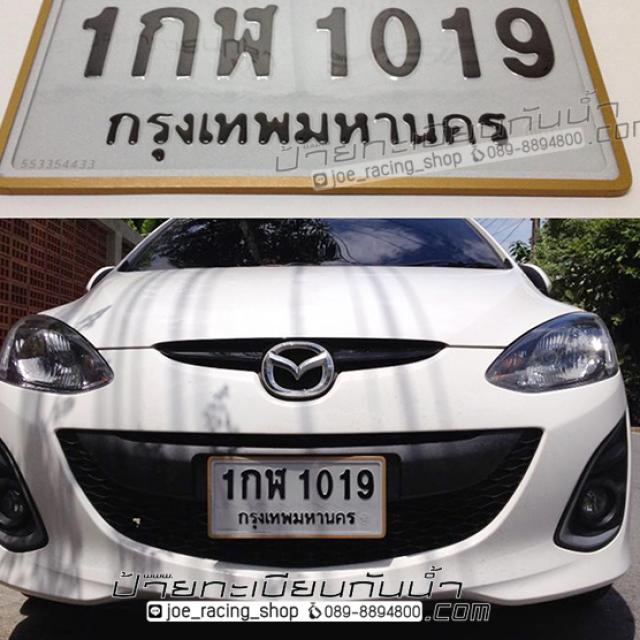 1กฬ 1019
กรุงเทพมหานคร
553354433
ป้ายทะเบียนกันน้ำ.com
joe_racing_shop 089-8894800
1กฬ 1019
กรุงเทพมหานคร
www.
ป้ายทะเบียนกันน้ำ.com
joe_racing_shop 089-8894800